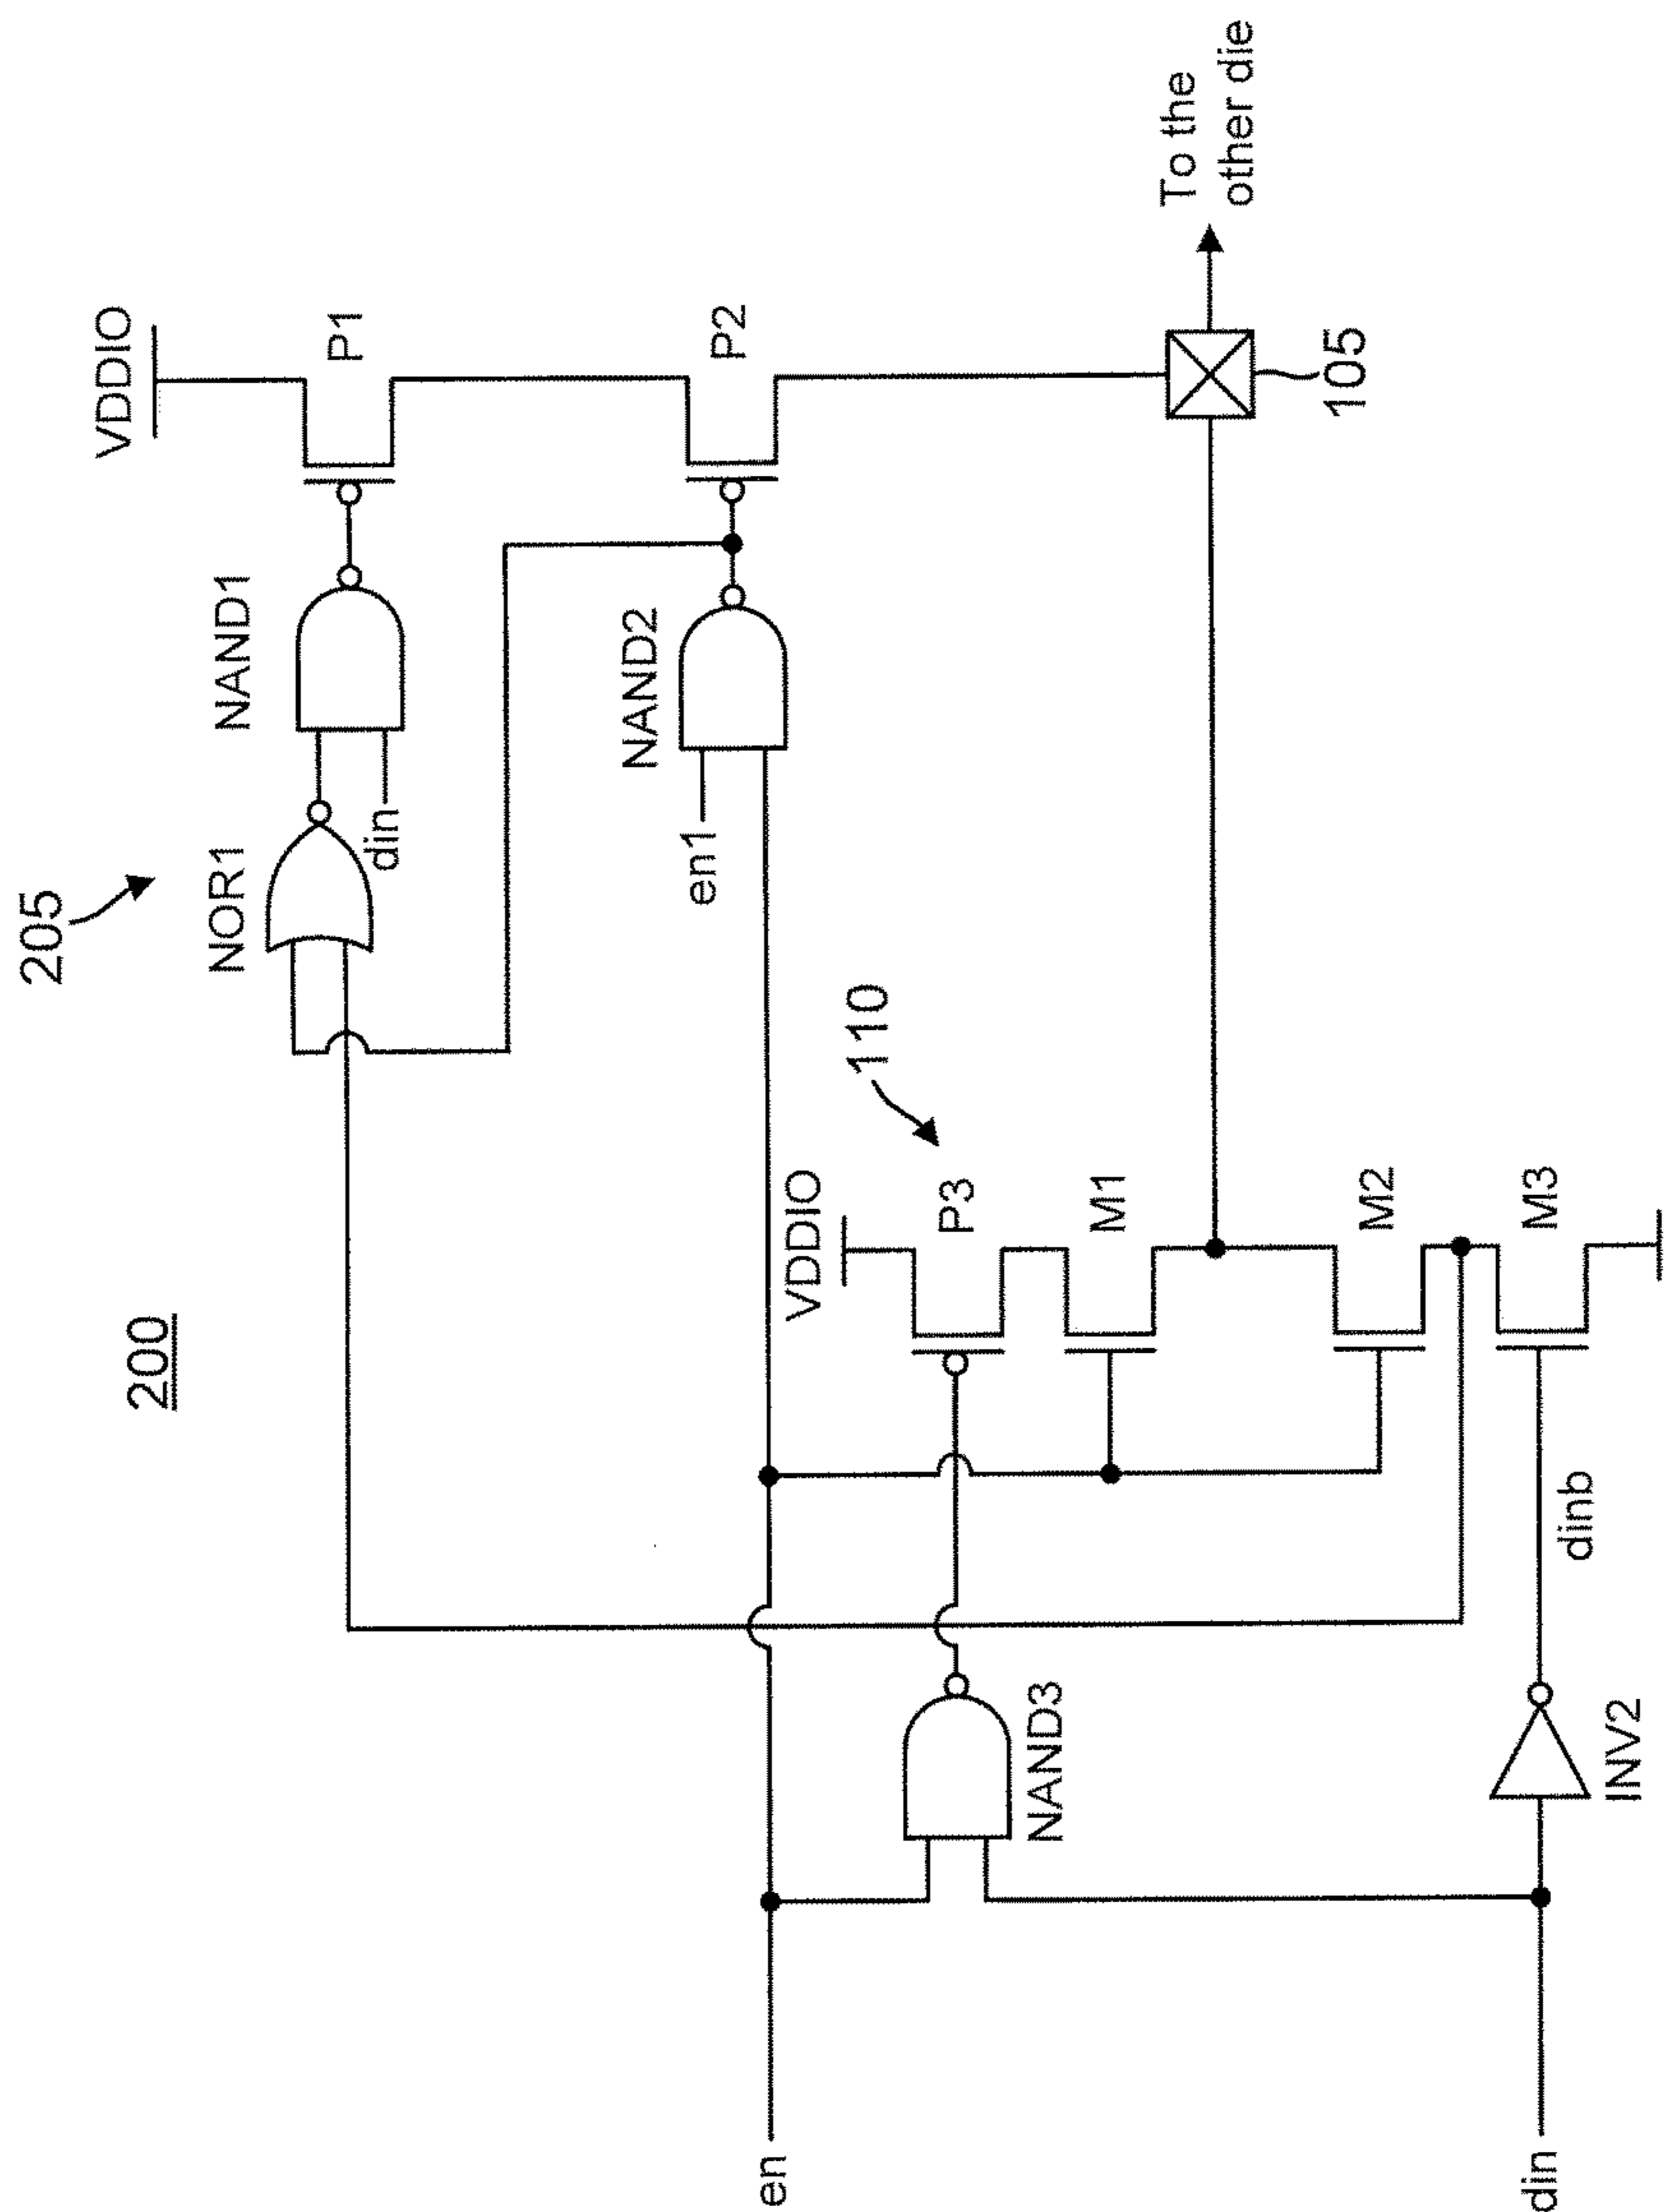 200
205
VDDIO
P1
NAND1
NOR1
din
P2
NAND2
en1
To the
other die
105
110
VDDIO
P3
M1
M2
M3
en
NAND3
dinb
INV2
din